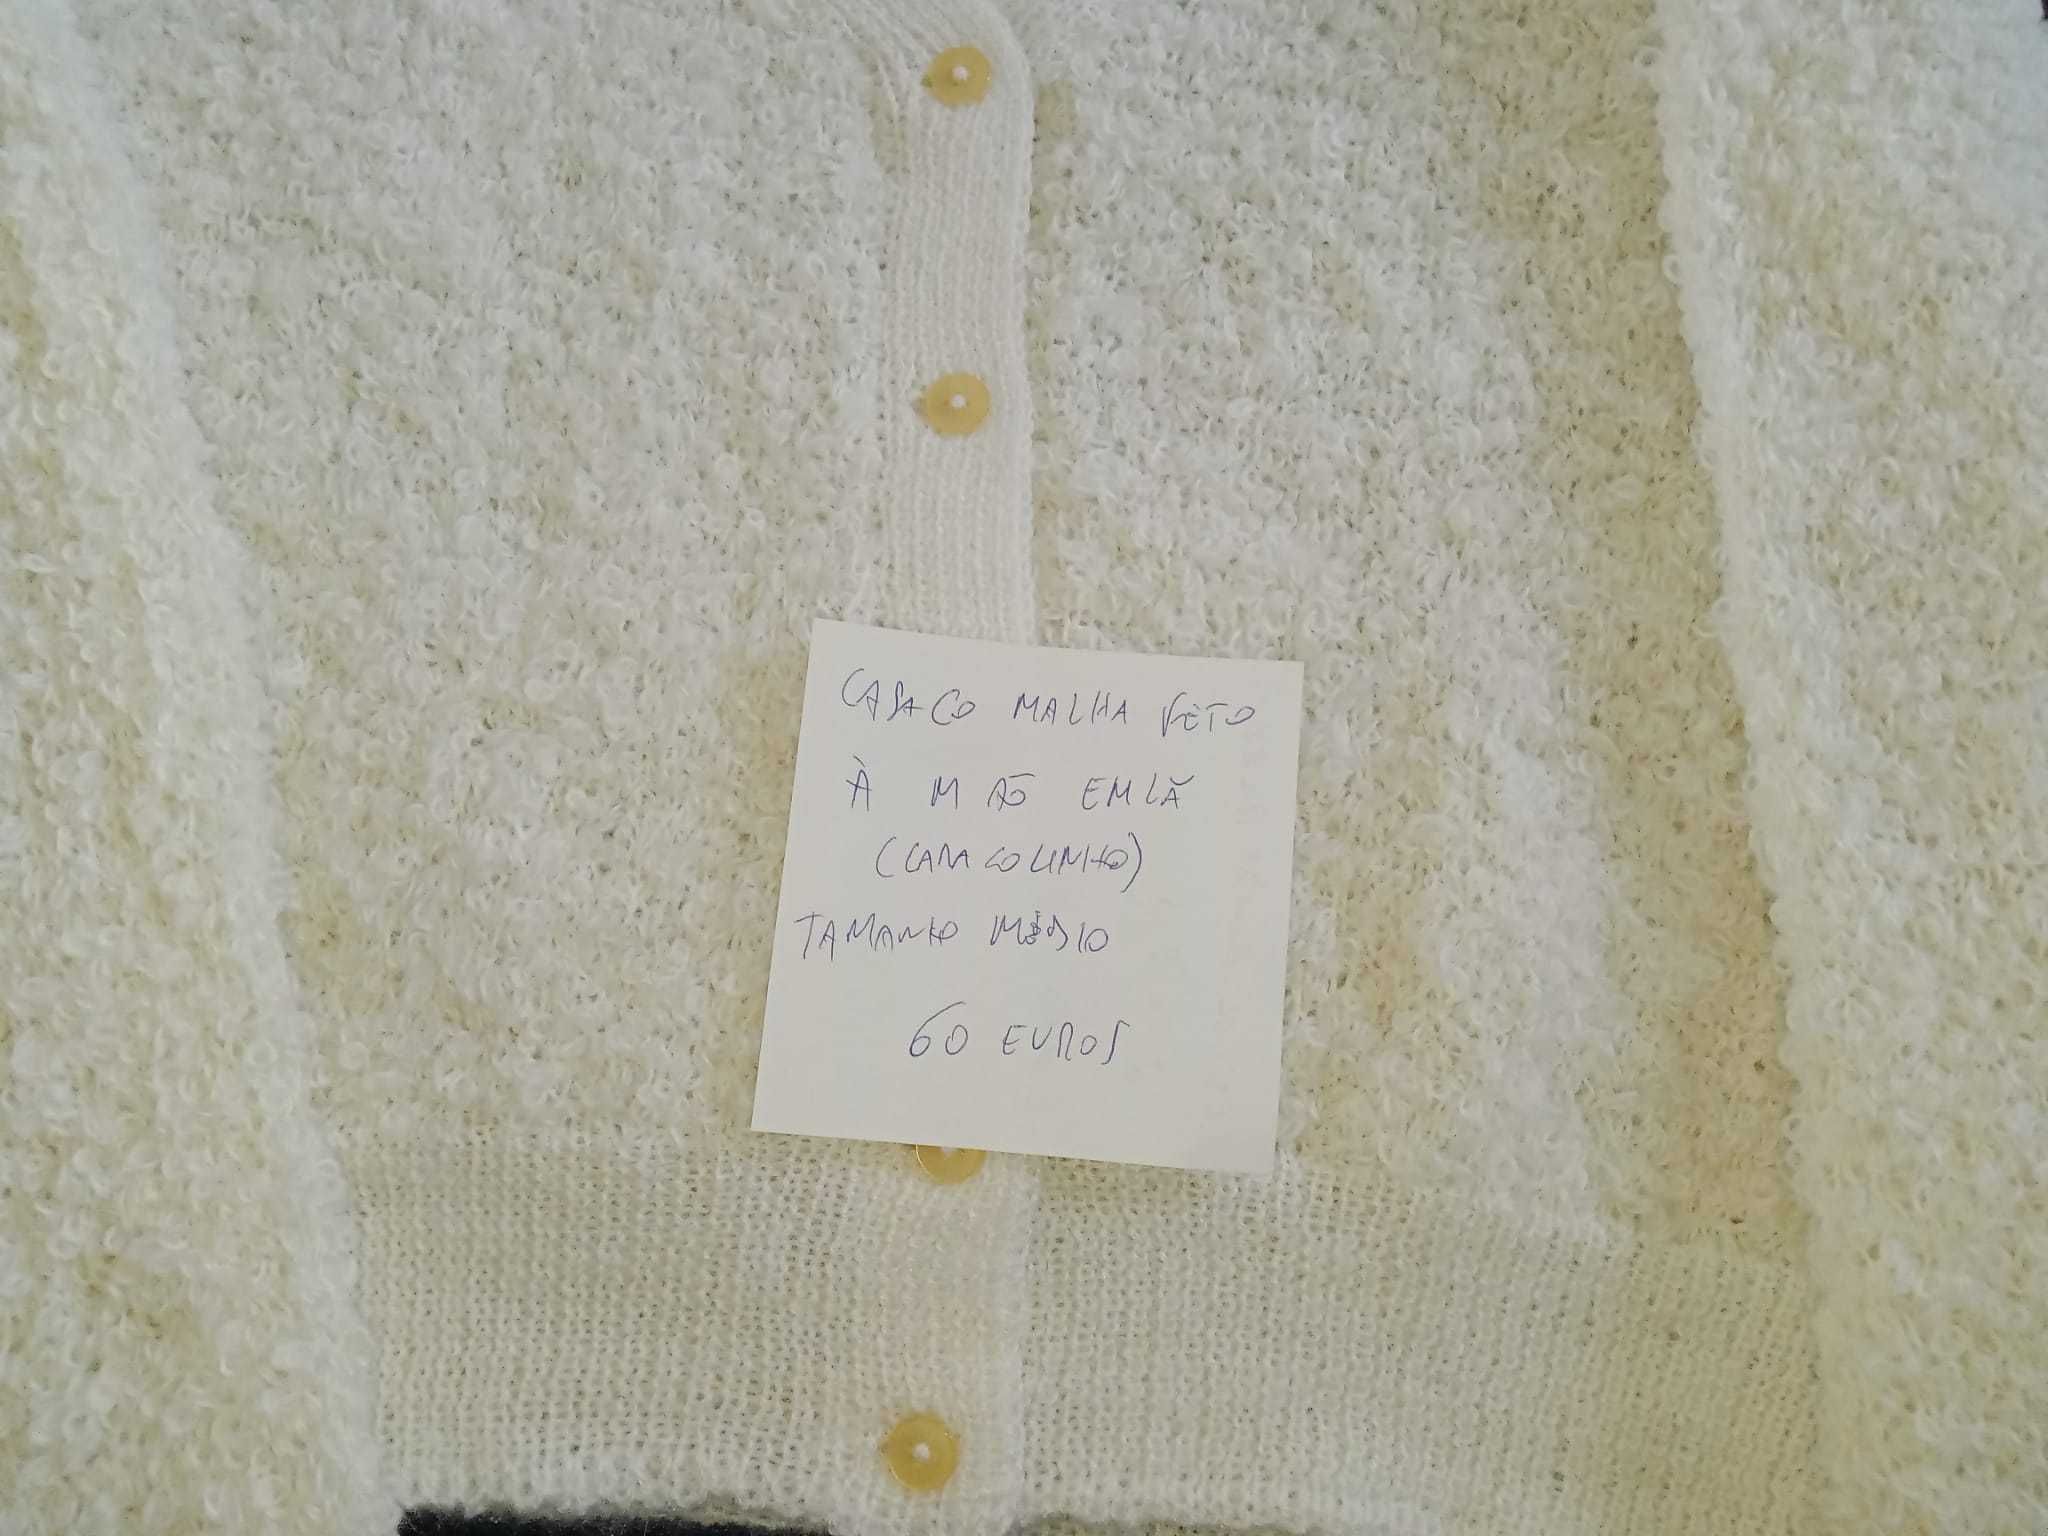 CASACO MALHA FEITO
À MÃO EM LÃ
(CARACOLINHO)
TAMANHO MÉDIO
60 EUROS